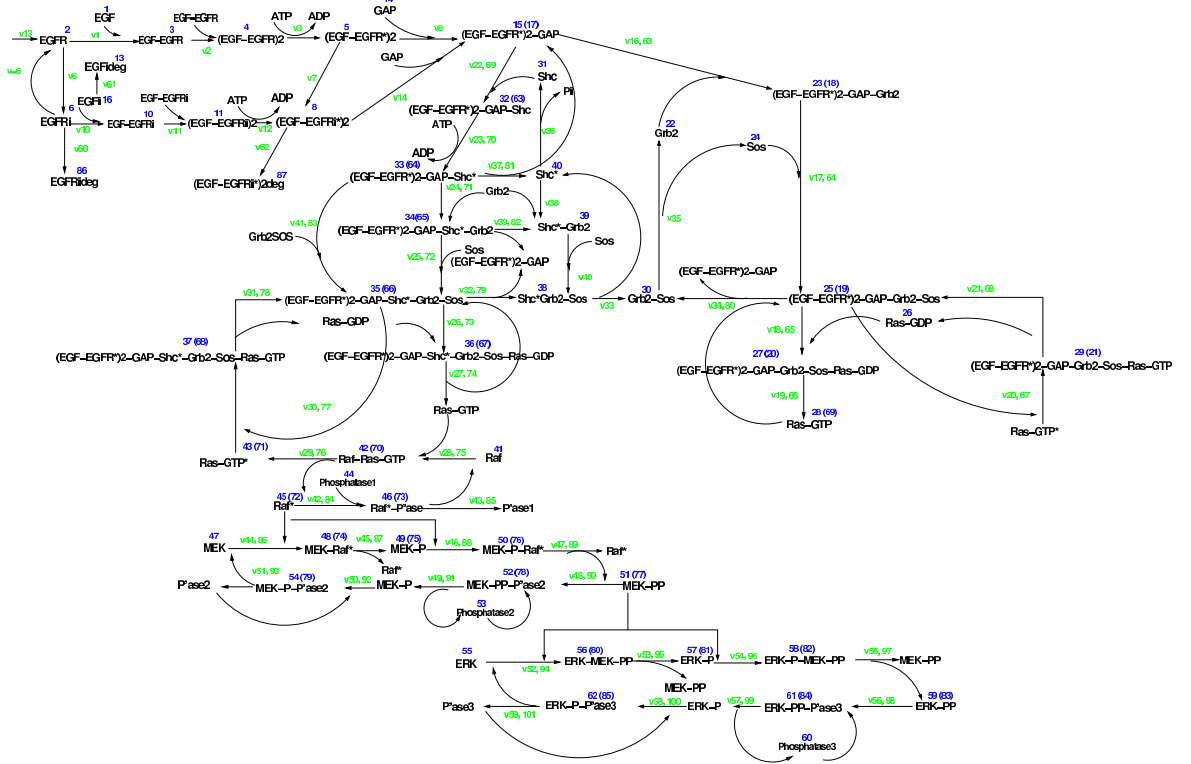 1
EGF
EGF-EGFR
ATP
ADP
GAP
14
v13
2
EGFR
v1
3
EGF-EGFR
v2
4
(EGF-EGFR)2
v3
5
(EGF-EGFR*)2
v8
15 (17)
(EGF-EGFR*)2-GAP
v16, 63
13
EGFideg
v-6
v6
v61
EGFi
16
v7
GAP
v14
v22, 69
31
Shc
Pi
23 (18)
(EGF-EGFR*)2-GAP-Grb2
6
EGFRi
v10
10
EGF-EGFRi
EGF-EGFRi
v11
11
(EGF-EGFRi)2
ATP
ADP
v12
8
(EGF-EGFRi*)2
32 (63)
(EGF-EGFR*)2-GAP-Shc
ATP
ADP
v23, 70
v36
22
Grb2
24
Sos
v60
v62
86
EGFRideg
87
(EGF-EGFRi*)2deg
33 (64)
(EGF-EGFR*)2-GAP-Shc*
v37, 81
40
Shc*
v17, 64
v24, 71
Grb2
v38
v35
v41, 83
Grb2SOS
34(65)
(EGF-EGFR*)2-GAP-Shc*-Grb2
v39, 82
39
Shc*-Grb2
v25, 72
Sos
(EGF-EGFR*)2-GAP
Sos
v40
(EGF-EGFR*)2-GAP
v31, 78
35 (66)
(EGF-EGFR*)2-GAP-Shc*-Grb2-Sos
v32, 79
38
Shc*Grb2-Sos
v33
30
Grb2-Sos
v34, 80
25 (19)
(EGF-EGFR*)2-GAP-Grb2-Sos
v21, 68
Ras-GDP
v26, 73
v18, 65
26
Ras-GDP
37 (68)
(EGF-EGFR*)2-GAP-Shc*-Grb2-Sos-Ras-GTP
36 (67)
(EGF-EGFR*)2-GAP-Shc*-Grb2-Sos-Ras-GDP
27 (20)
(EGF-EGFR*)2-GAP-Grb2-Sos-Ras-GDP
29 (21)
(EGF-EGFR*)2-GAP-Grb2-Sos-Ras-GTP
v27, 74
v19, 66
v20, 67
v30, 77
Ras-GTP
28 (69)
Ras-GTP
Ras-GTP*
43 (71)
Ras-GTP*
v29, 76
42 (70)
Raf-Ras-GTP
v28, 75
41
Raf
44
Phosphatase1
45 (72)
Raf*
v42, 84
46 (73)
Raf*-P'ase
v43, 85
P'ase1
47
MEK
v44, 86
48 (74)
MEK-Raf*
v45, 87
49 (75)
MEK-P
v46, 88
50 (76)
MEK-P-Raf*
v47, 89
Raf*
Raf*
P'ase2
v51, 93
54 (79)
MEK-P-P'ase2
v50, 92
MEK-P
v49, 91
52 (78)
MEK-PP-P'ase2
v48, 90
51 (77)
MEK-PP
53
Phosphatase2
55
ERK
v52, 94
56 (80)
ERK-MEK-PP
v53, 95
57 (81)
ERK-P
v54, 96
58 (82)
ERK-P-MEK-PP
v55, 97
MEK-PP
MEK-PP
P'ase3
v59, 101
62 (85)
ERK-P-P'ase3
v58, 100
ERK-P
v57, 99
61 (84)
ERK-PP-P'ase3
v56, 98
59 (83)
ERK-PP
60
Phosphatase3